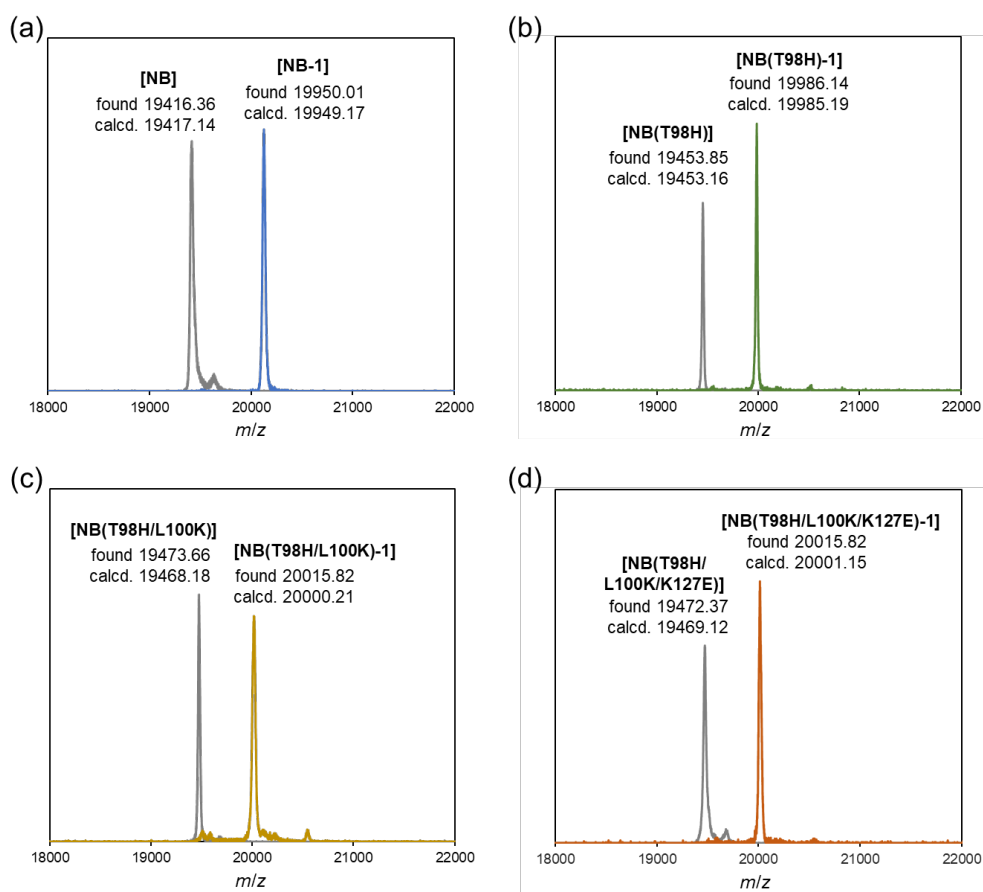 (a)
[NB]
found 19416.36
calcd. 19417.14
[NB-1]
found 19950.01
calcd. 19949.17
18000 19000 20000 21000 22000
m/z
(b)
[NB(T98H)]
found 19453.85
calcd. 19453.16
[NB(T98H)-1]
found 19986.14
calcd. 19985.19
18000 19000 20000 21000 22000
m/z
(c)
[NB(T98H/L100K)]
found 19473.66
calcd. 19468.18
[NB(T98H/L100K)-1]
found 20015.82
calcd. 20000.21
18000 19000 20000 21000 22000
m/z
(d)
[NB(T98H/
L100K/K127E)]
found 19472.37
calcd. 19469.12
[NB(T98H/L100K/K127E)-1]
found 20015.82
calcd. 20001.15
18000 19000 20000 21000 22000
m/z